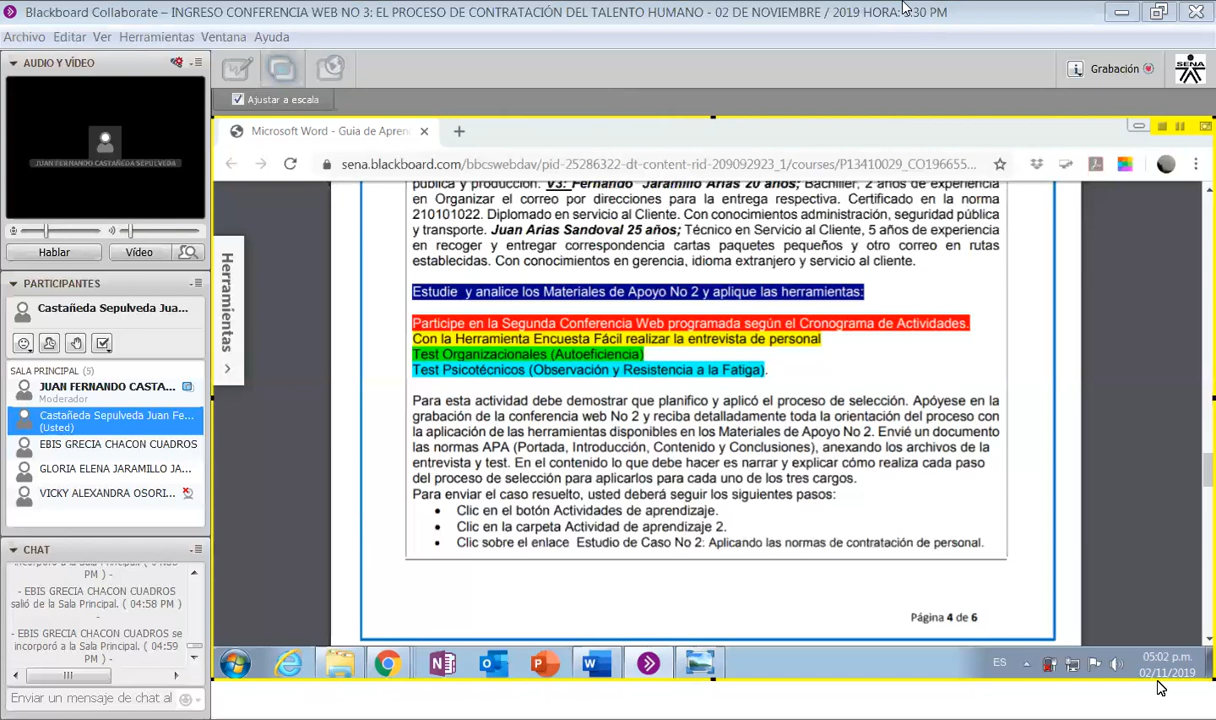 Blackboard Collaborate – INGRESO CONFERENCIA WEB NO 3: EL PROCESO DE CONTRATACIÓN DEL TALENTO HUMANO - 02 DE NOVIEMBRE / 2019 HORA: :30 PM
Archivo Editar Ver Herramientas Ventana Ayuda
AUDIO Y VÍDEO
JUAN FERNANDO CASTAÑEDA SEPULVEDA
Hablar Vídeo
PARTICIPANTES
Castañeda Sepulveda Jua...
SALA PRINCIPAL (5)
JUAN FERNANDO CASTA...
Moderador
Castañeda Sepulveda Juan Fe...
(Usted)
EBIS GRECIA CHACON CUADROS
GLORIA ELENA JARAMILLO JA...
VICKY ALEXANDRA OSORI...
CHAT
incorporó a la Sala Principal. ( 04:58
PM ) -
- EBIS GRECIA CHACON CUADROS
salió de la Sala Principal. ( 04:58 PM )
-
- EBIS GRECIA CHACON CUADROS se
incorporó a la Sala Principal. ( 04:59
PM ) -
Enviar un mensaje de chat al
Grabación
SENA
Ajustar a escala
Microsoft Word - Guia de Apren
sena.blackboard.com/bbcswebdav/pid-25286322-dt-content-rid-209092923_1/courses/P13410029_CO196655...
Herramientas
pública y producción. V3: Fernando Jaramillo Arias 20 años; Bachiller, 2 años de experiencia
en Organizar el correo por direcciones para la entrega respectiva. Certificado en la norma
210101022. Diplomado en servicio al Cliente. Con conocimientos administración, seguridad pública
y transporte. Juan Arias Sandoval 25 años; Técnico en Servicio al Cliente, 5 años de experiencia
en recoger y entregar correspondencia cartas paquetes pequeños y otro correo en rutas
establecidas. Con conocimientos en gerencia, idioma extranjero y servicio al cliente.
Estudie y analice los Materiales de Apoyo No 2 y aplique las herramientas:
Participe en la Segunda Conferencia Web programada según el Cronograma de Actividades.
Con la Herramienta Encuesta Fácil realizar la entrevista de personal
Test Organizacionales (Autoeficiencia)
Test Psicotécnicos (Observación y Resistencia a la Fatiga).
Para esta actividad debe demostrar que planifico y aplicó el proceso de selección. Apóyese en la
grabación de la conferencia web No 2 y reciba detalladamente toda la orientación del proceso con
la aplicación de las herramientas disponibles en los Materiales de Apoyo No 2. Envié un documento
las normas APA (Portada, Introducción, Contenido y Conclusiones), anexando los archivos de la
entrevista y test. En el contenido lo que debe hacer es narrar y explicar cómo realiza cada paso
del proceso de selección para aplicarlos para cada uno de los tres cargos.
Para enviar el caso resuelto, usted deberá seguir los siguientes pasos:
• Clic en el botón Actividades de aprendizaje.
• Clic en la carpeta Actividad de aprendizaje 2.
• Clic sobre el enlace Estudio de Caso No 2: Aplicando las normas de contratación de personal.
Página 4 de 6
ES
05:02 p.m.
02/11/2019